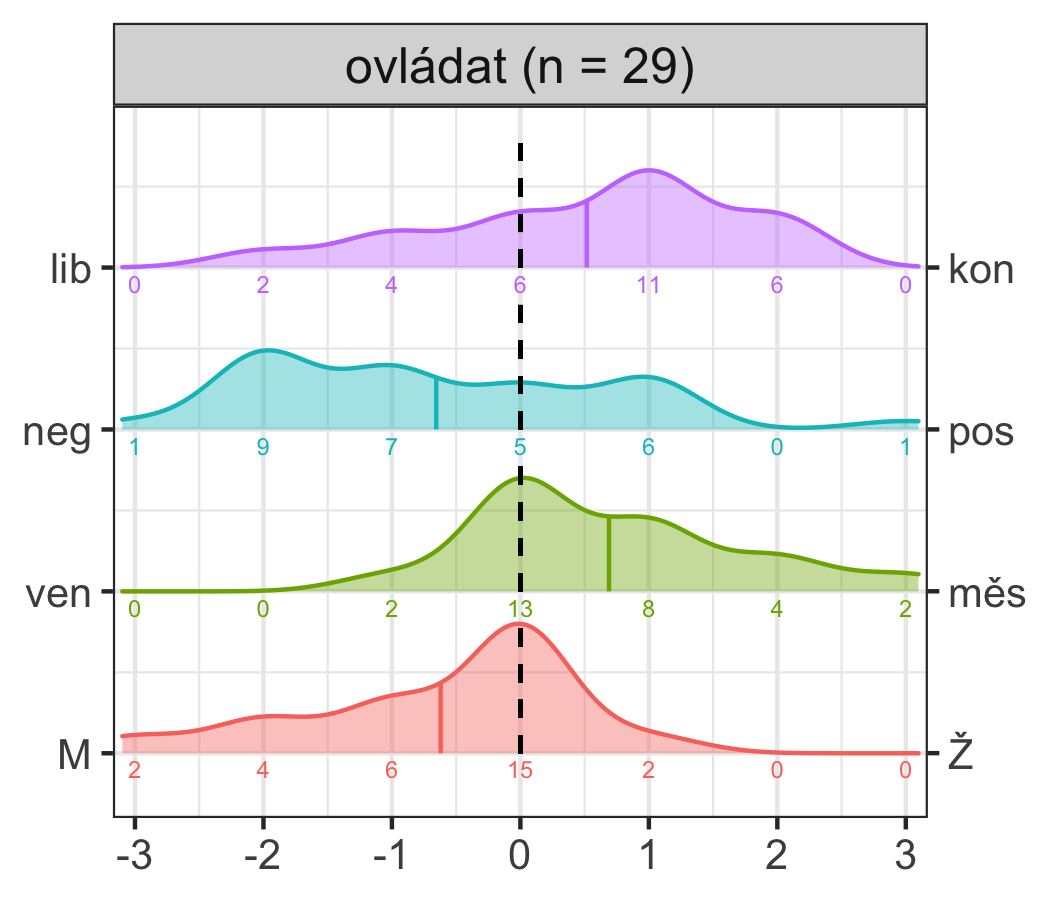 ovládat (n = 29)
lib kon
0 2 4 6 11 6 0
neg pos
1 9 7 5 6 0 1
ven měs
0 0 2 13 8 4 2
M Ž
2 4 6 15 2 0 0
-3 -2 -1 0 1 2 3